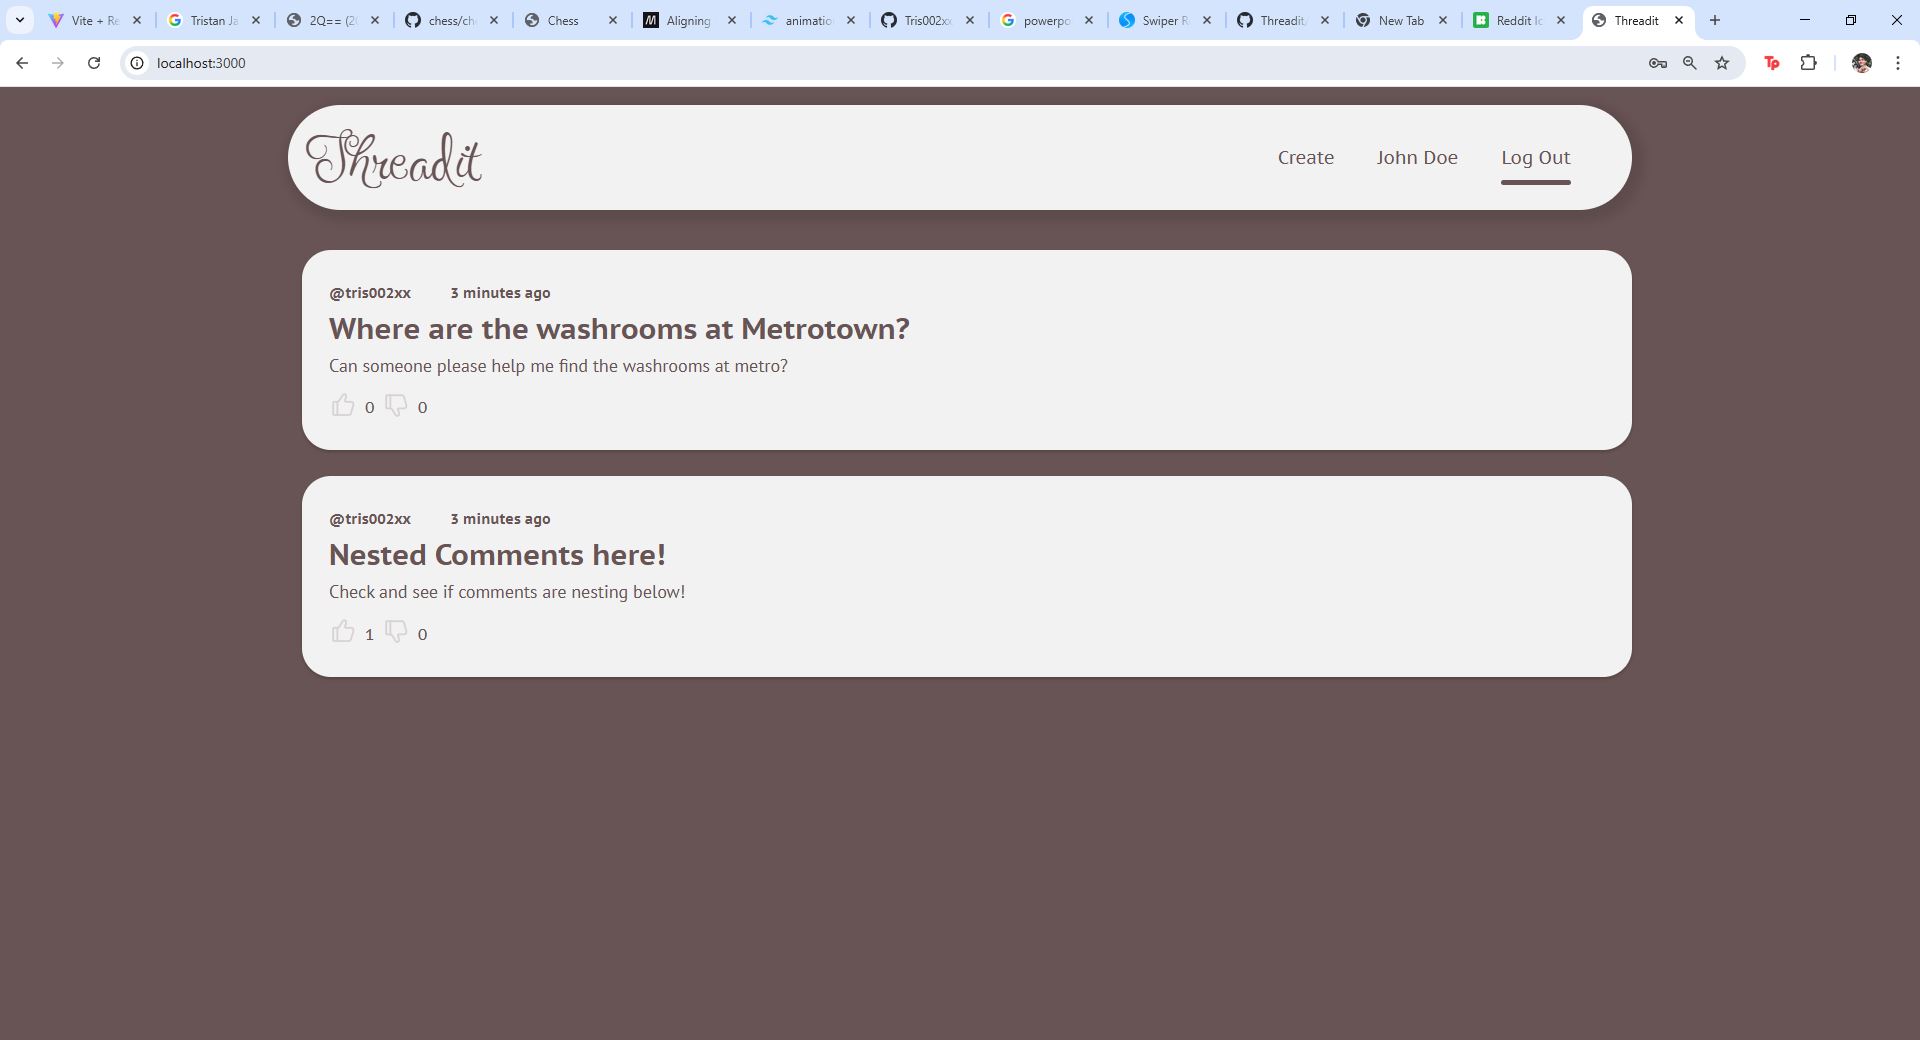 Vite + Re
Tristan Ja
2Q== (20
chess/che
Chess
Aligning
animatio
Tris002xx
powerpo
Swiper R
Threadit/
New Tab
Reddit Ic
Threadit
localhost:3000
Tp
Threadit
Create
John Doe
Log Out
@tris002xx 3 minutes ago
Where are the washrooms at Metrotown?
Can someone please help me find the washrooms at metro?
0 0
@tris002xx 3 minutes ago
Nested Comments here!
Check and see if comments are nesting below!
1 0